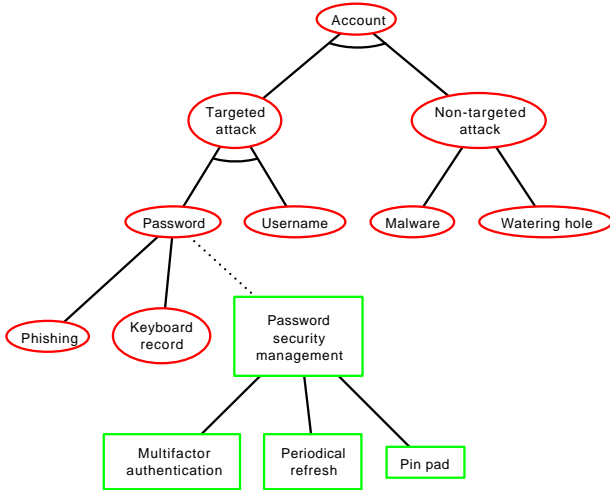 Account
Targeted
attack
Non-targeted
attack
Password
Username
Malware
Watering hole
Phishing
Keyboard
record
Password
security
management
Multifactor
authentication
Periodical
refresh
Pin pad